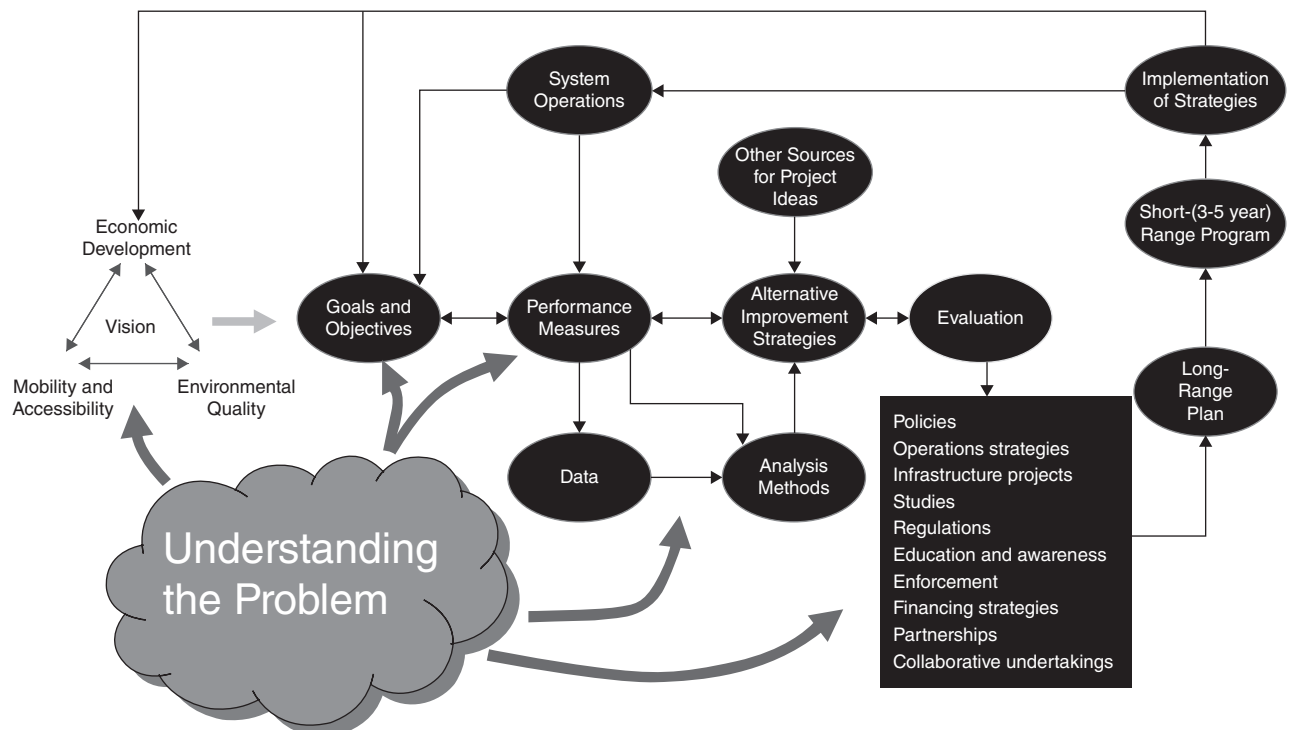 System
Operations
Implementation
of Strategies
Other Sources
for Project
Ideas
Short-(3-5 year)
Range Program
Economic
Development
Vision
Mobility and
Accessibility
Environmental
Quality
Goals and
Objectives
Performance
Measures
Alternative
Improvement
Strategies
Evaluation
Long-
Range
Plan
Data
Analysis
Methods
Policies
Operations strategies
Infrastructure projects
Studies
Regulations
Education and awareness
Enforcement
Financing strategies
Partnerships
Collaborative undertakings
Understanding
the Problem